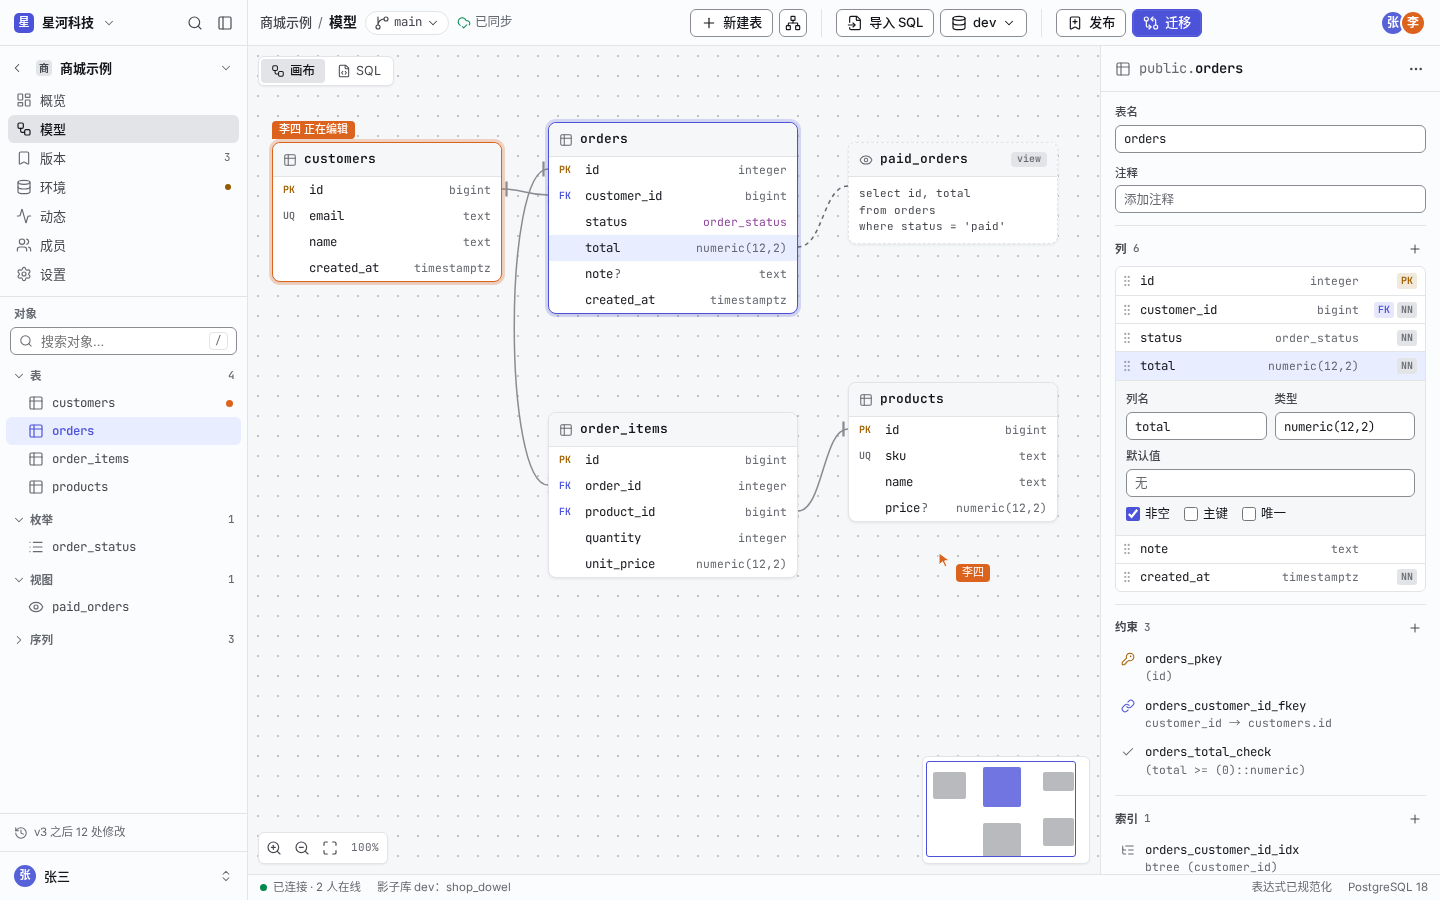 星 星河科技
商城示例 / 模型 main 已同步
新建表
导入 SQL dev
发布 迁移
张 李
商 商城示例
概览
模型
版本 3
环境
动态
成员
设置
对象
搜索对象... /
表 4
customers
orders
order_items
products
枚举 1
order_status
视图 1
paid_orders
序列 3
v3 之后 12 处修改
张 张三
画布 SQL
李四 正在编辑
customers
PK id bigint
UQ email text
name text
created_at timestamptz
orders
PK id integer
FK customer_id bigint
status order_status
total numeric(12,2)
note? text
created_at timestamptz
paid_orders view
select id, total
from orders
where status = 'paid'
order_items
PK id bigint
FK order_id integer
FK product_id bigint
quantity integer
unit_price numeric(12,2)
products
PK id bigint
UQ sku text
name text
price? numeric(12,2)
李四
100%
public.orders
表名
orders
注释
添加注释
列 6
id integer PK
customer_id bigint FK NN
status order_status NN
total numeric(12,2) NN
列名 类型
total numeric(12,2)
默认值
无
非空 主键 唯一
note text
created_at timestamptz NN
约束 3
orders_pkey
(id)
orders_customer_id_fkey
customer_id → customers.id
orders_total_check
(total >= (0)::numeric)
索引 1
orders_customer_id_idx
btree (customer_id)
已连接 · 2 人在线 影子库 dev：shop_dowel
表达式已规范化 PostgreSQL 18